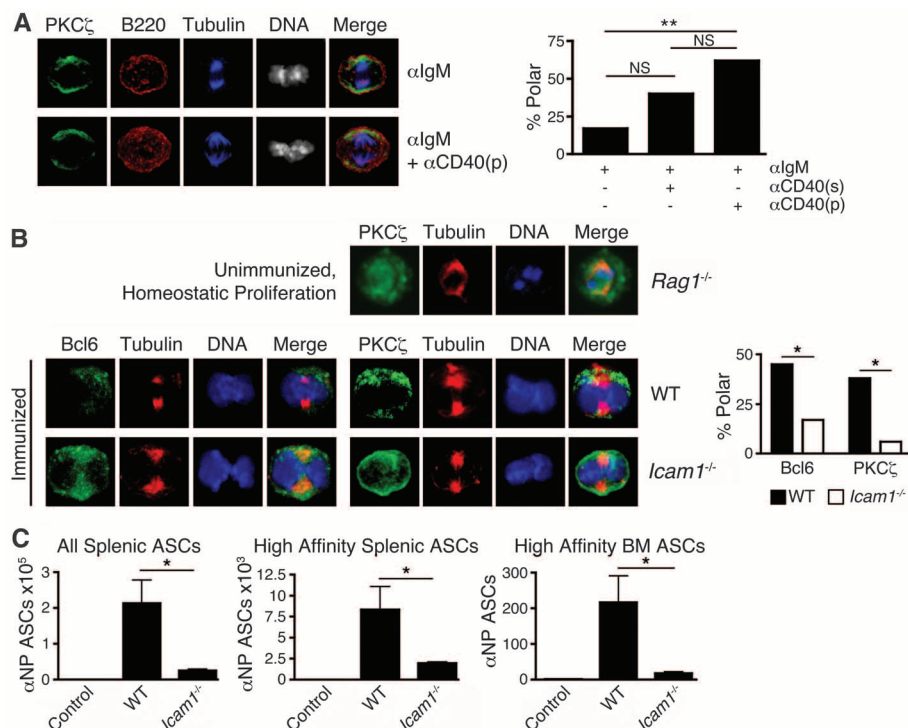 A
PKCζ B220 Tubulin DNA Merge
αIgM
αIgM
+ αCD40(p)
% Polar
75
50
25
0
**
NS
NS
+ + + αIgM
- + - αCD40(s)
- - + αCD40(p)
B
PKCζ Tubulin DNA Merge
Unimmunized,
Homeostatic Proliferation
Rag1-/-
Immunized
Bcl6 Tubulin DNA Merge PKCζ Tubulin DNA Merge
WT
Icam1-/-
% Polar
50
25
0
*
*
Bcl6 PKCζ
WT Icam1-/-
C
All Splenic ASCs
αNP ASCs x10⁵
3
2
1
0
*
Control WT Icam1-/-
High Affinity Splenic ASCs
αNP ASCs x10³
12.5
10
7.5
5
2.5
0
*
Control WT Icam1-/-
High Affinity BM ASCs
αNP ASCs
300
200
100
0
*
Control WT Icam1-/-